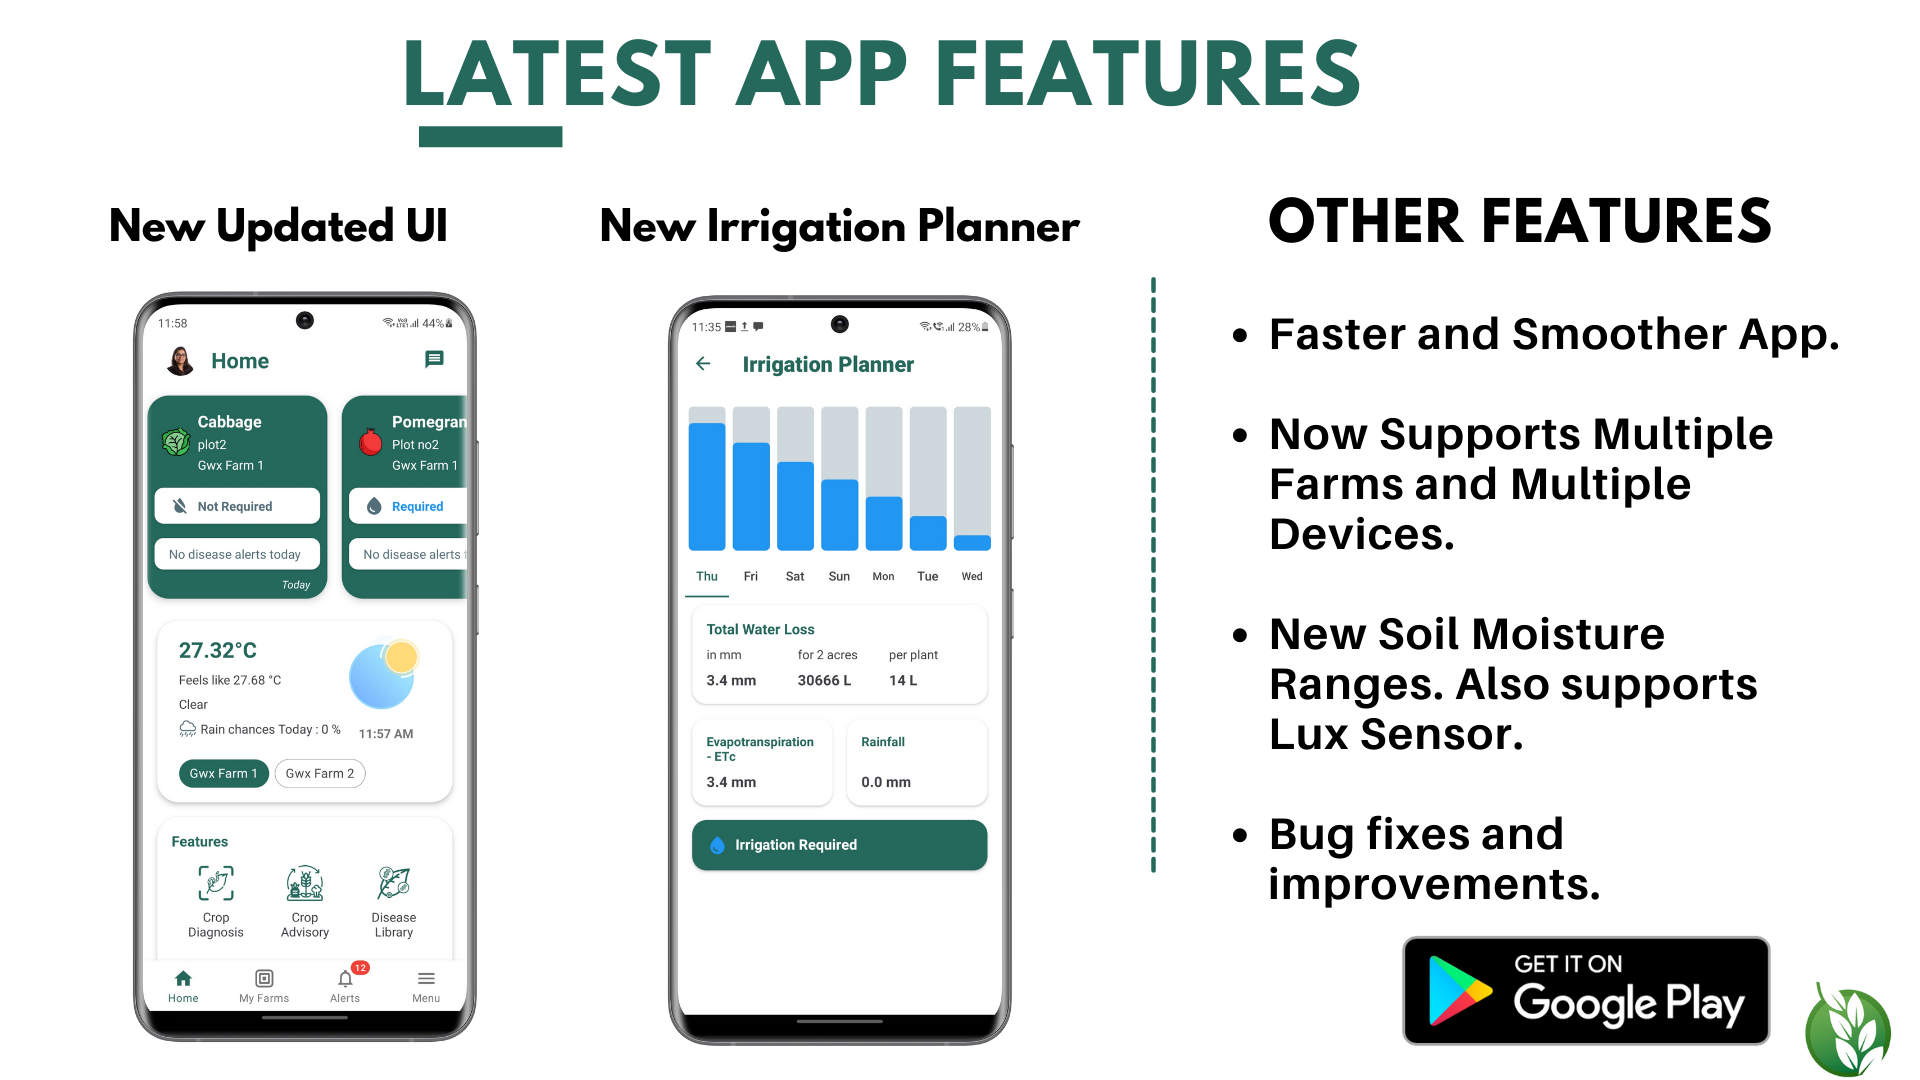 LATEST APP FEATURES
New Updated UI
11:58
44%
Home
Cabbage
plot2
Gwx Farm 1
Not Required
No disease alerts today
Today
Pomegran
Plot no2
Gwx Farm 1
Required
No disease alerts
27.32°C
Feels like 27.68 °C
Clear
Rain chances Today : 0 %
11:57 AM
Gwx Farm 1
Gwx Farm 2
Features
Crop
Diagnosis
Crop
Advisory
Disease
Library
12
Home
My Farms
Alerts
Menu
New Irrigation Planner
11:35
28%
Irrigation Planner
Thu Fri Sat Sun Mon Tue Wed
Total Water Loss
in mm for 2 acres per plant
3.4 mm 30666 L 14 L
Evapotranspiration
- ETc
3.4 mm
Rainfall
0.0 mm
Irrigation Required
OTHER FEATURES
• Faster and Smoother App.
• Now Supports Multiple
Farms and Multiple
Devices.
• New Soil Moisture
Ranges. Also supports
Lux Sensor.
• Bug fixes and
improvements.
GET IT ON
Google Play